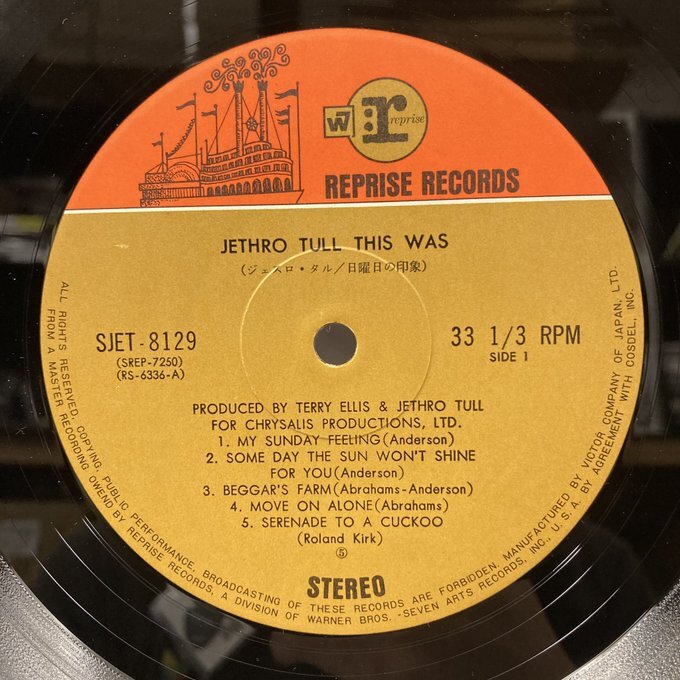 W7
r
:reprise
REPRISE RECORDS
JETHRO TULL THIS WAS
(ジェスロ・タル/日曜日の印象)
SJET-8129
(SREP-7250)
(RS-6336-A)
33 1/3 RPM
SIDE 1
PRODUCED BY TERRY ELLIS & JETHRO TULL
FOR CHRYSALIS PRODUCTIONS, LTD.
1. MY SUNDAY FEELING(Anderson)
2. SOME DAY THE SUN WON'T SHINE
FOR YOU(Anderson)
3. BEGGAR'S FARM(Abrahams-Anderson)
4. MOVE ON ALONE(Abrahams)
5. SERENADE TO A CUCKOO
(Roland Kirk)
⑤
STEREO
ALL RIGHTS RESERVED. COPYING, PUBLIC PERFORMANCE, BROADCASTING OF THESE RECORDS ARE FORBIDDEN. MANUFACTURED BY VICTOR COMPANY OF JAPAN, LTD.
FROM A MASTER RECORDING OWEND BY REPRISE RECORDS, A DIVISION OF WARNER BROS.-SEVEN ARTS RECORDS, INC., U. S. A. BY AGREEMENT WITH COSDEL, INC.